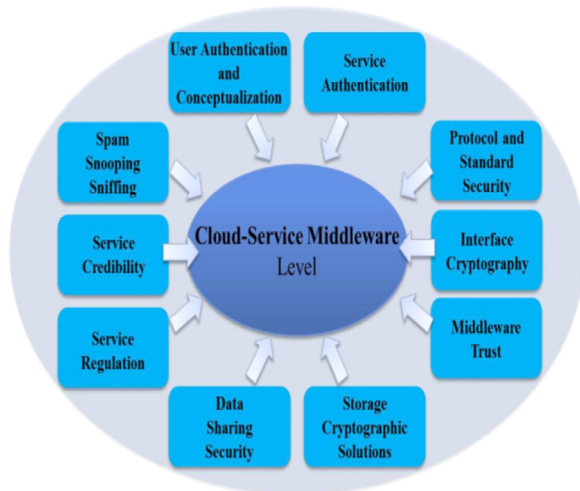 User Authentication
and
Conceptualization
Service
Authentication
Spam
Snooping
Sniffing
Protocol and
Standard
Security
Cloud-Service Middleware
Level
Service
Credibility
Interface
Cryptography
Service
Regulation
Middleware
Trust
Data
Sharing
Security
Storage
Cryptographic
Solutions